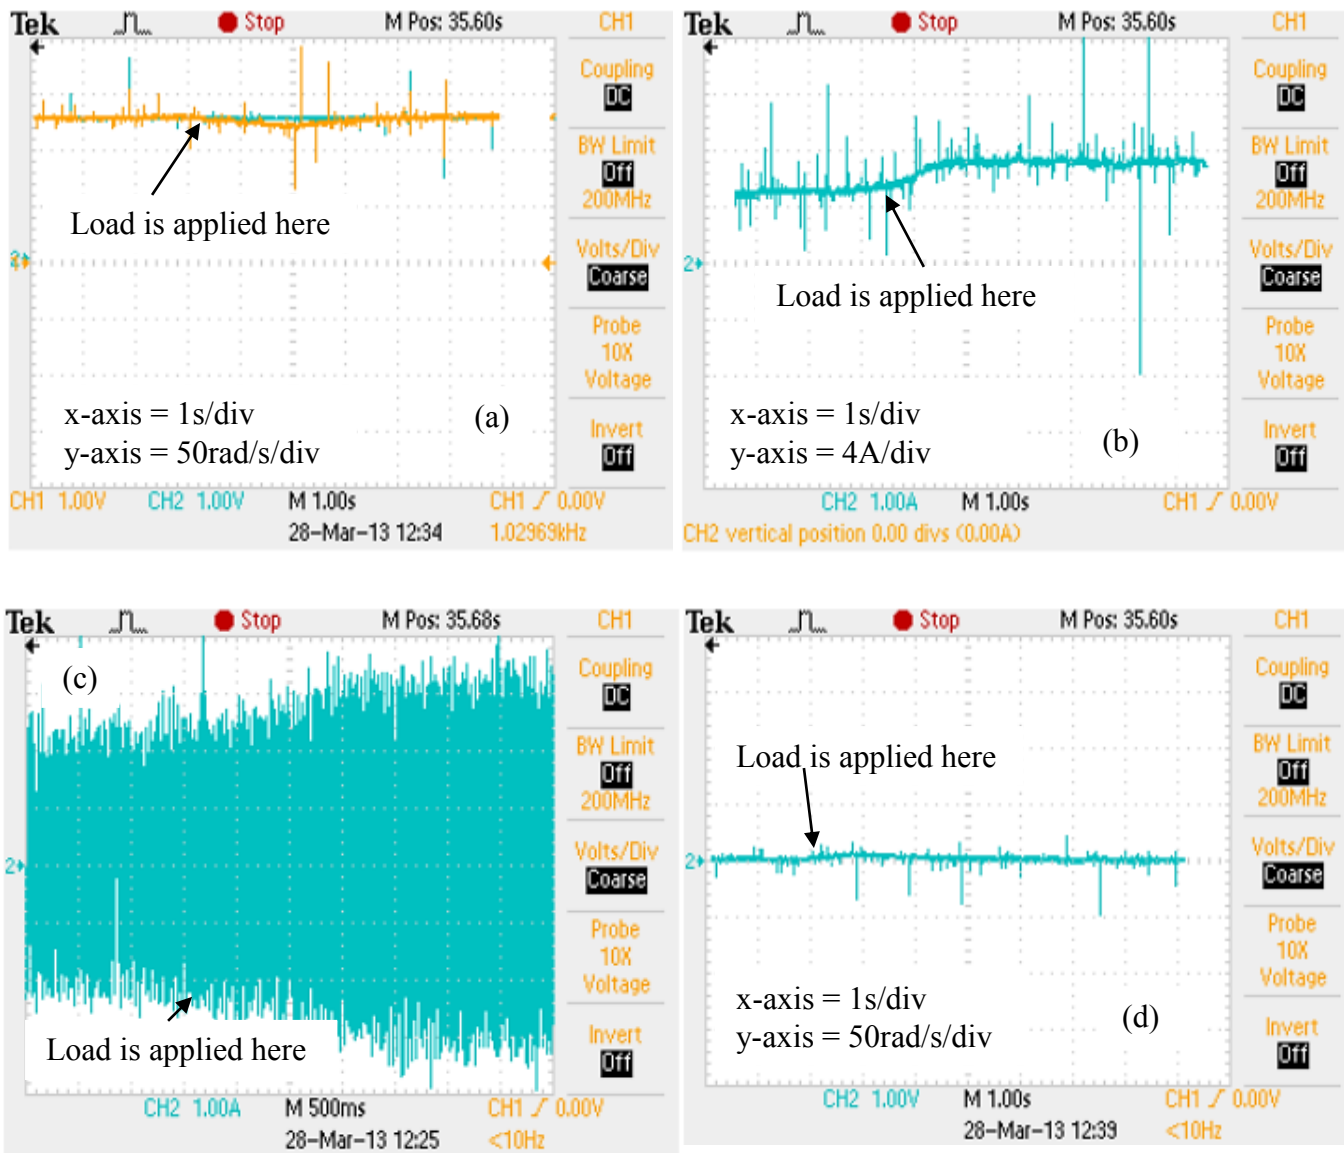 Tek Stop M Pos: 35.60s CH1
Coupling
DC
BW Limit
Off
200MHz
Load is applied here
Volts/Div
Coarse
2
Probe
10X
Voltage
x-axis = 1s/div (a)
y-axis = 50rad/s/div
Invert
Off
CH1 1.00V CH2 1.00V M 1.00s CH1 0.00V
28-Mar-13 12:34 1.02969kHz
Tek Stop M Pos: 35.60s CH1
Coupling
DC
BW Limit
Off
200MHz
Volts/Div
2
Coarse
Load is applied here
Probe
10X
Voltage
x-axis = 1s/div
y-axis = 4A/div (b)
Invert
Off
CH2 1.00A M 1.00s CH1 0.00V
CH2 vertical position 0.00 divs (0.00A)
Tek Stop M Pos: 35.68s CH1
(c)
Coupling
DC
BW Limit
Off
200MHz
Volts/Div
2
Coarse
Probe
10X
Voltage
Load is applied here
Invert
Off
CH2 1.00A M 500ms CH1 0.00V
28-Mar-13 12:25 <10Hz
Tek Stop M Pos: 35.60s CH1
Coupling
DC
BW Limit
Load is applied here
Off
200MHz
Volts/Div
2
Coarse
Probe
10X
Voltage
x-axis = 1s/div
y-axis = 50rad/s/div (d)
Invert
Off
CH2 1.00V M 1.00s CH1 0.00V
28-Mar-13 12:39 <10Hz